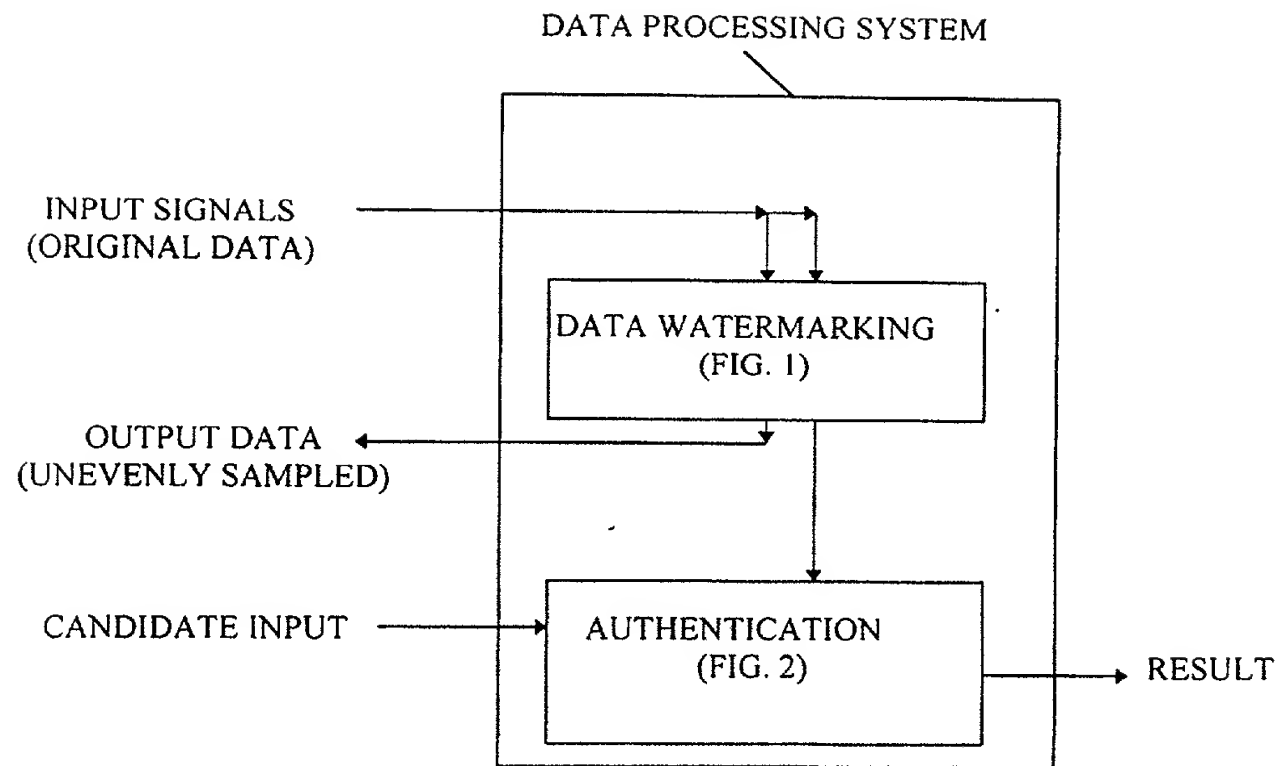 DATA PROCESSING SYSTEM
INPUT SIGNALS
(ORIGINAL DATA)
DATA WATERMARKING
(FIG. 1)
OUTPUT DATA
(UNEVENLY SAMPLED)
CANDIDATE INPUT
AUTHENTICATION
(FIG. 2)
RESULT